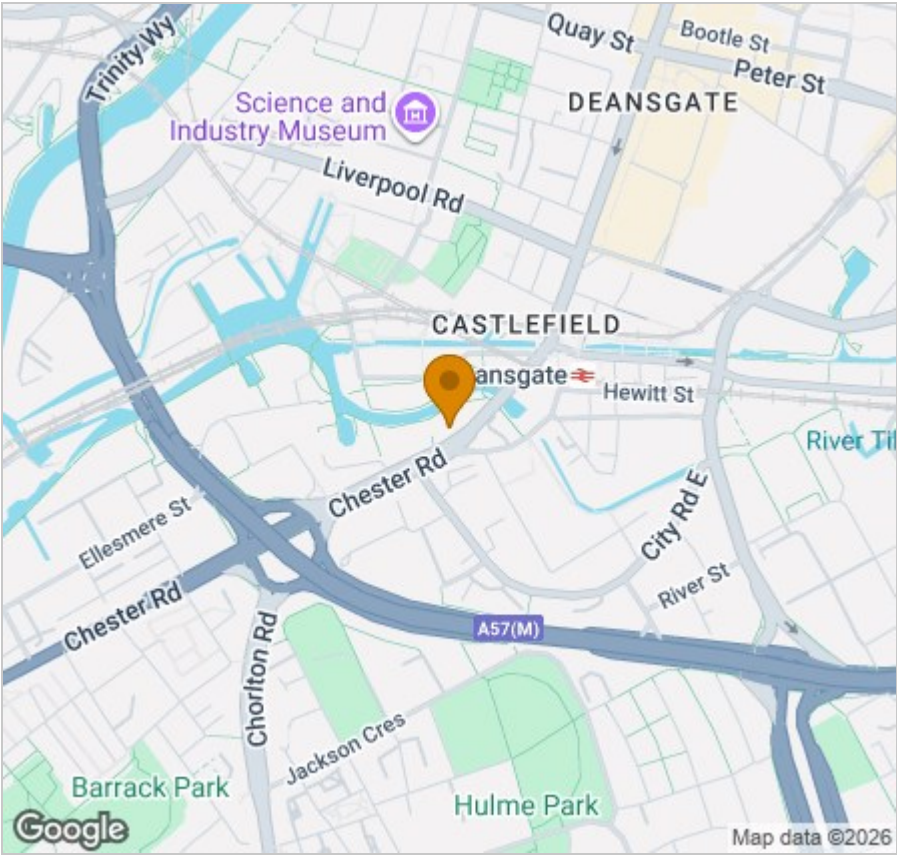 Trinity Wy
Quay St
Bootle St
Peter St
Science and
Industry Museum
DEANSGATE
Liverpool Rd
CASTLEFIELD
ansgate
Hewitt St
River Til
Chester Rd
City Rd E
Ellesmere St
River St
Chester Rd
A57(M)
Chorlton Rd
Jackson Cres
Barrack Park
Hulme Park
Google
Map data ©2026